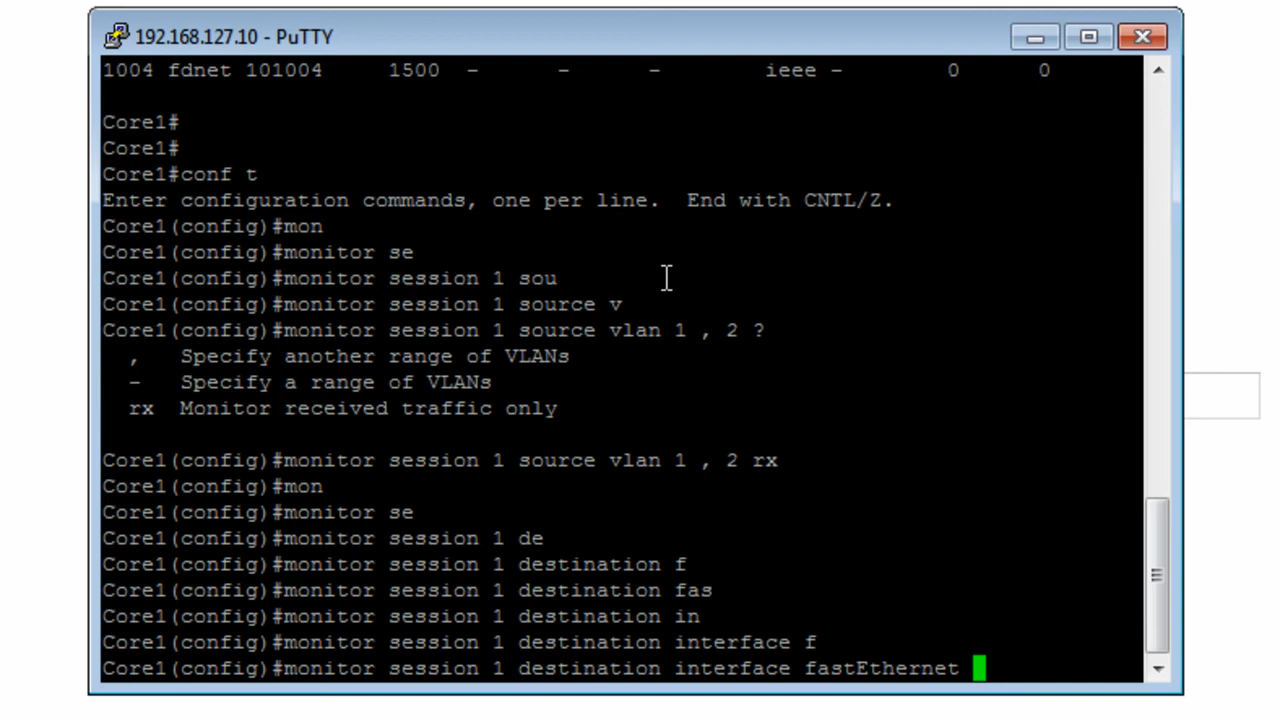 192.168.127.10 - PuTTY
1004 fdnet 101004 1500 - - - ieee - 0 0
Core1#
Core1#
Core1#conf t
Enter configuration commands, one per line. End with CNTL/Z.
Core1(config)#mon
Core1(config)#monitor se
Core1(config)#monitor session 1 sou
Core1(config)#monitor session 1 source v
Core1(config)#monitor session 1 source vlan 1 , 2 ?
, Specify another range of VLANs
- Specify a range of VLANs
rx Monitor received traffic only
Core1(config)#monitor session 1 source vlan 1 , 2 rx
Core1(config)#mon
Core1(config)#monitor se
Core1(config)#monitor session 1 de
Core1(config)#monitor session 1 destination f
Core1(config)#monitor session 1 destination fas
Core1(config)#monitor session 1 destination in
Core1(config)#monitor session 1 destination interface f
Core1(config)#monitor session 1 destination interface fastEthernet